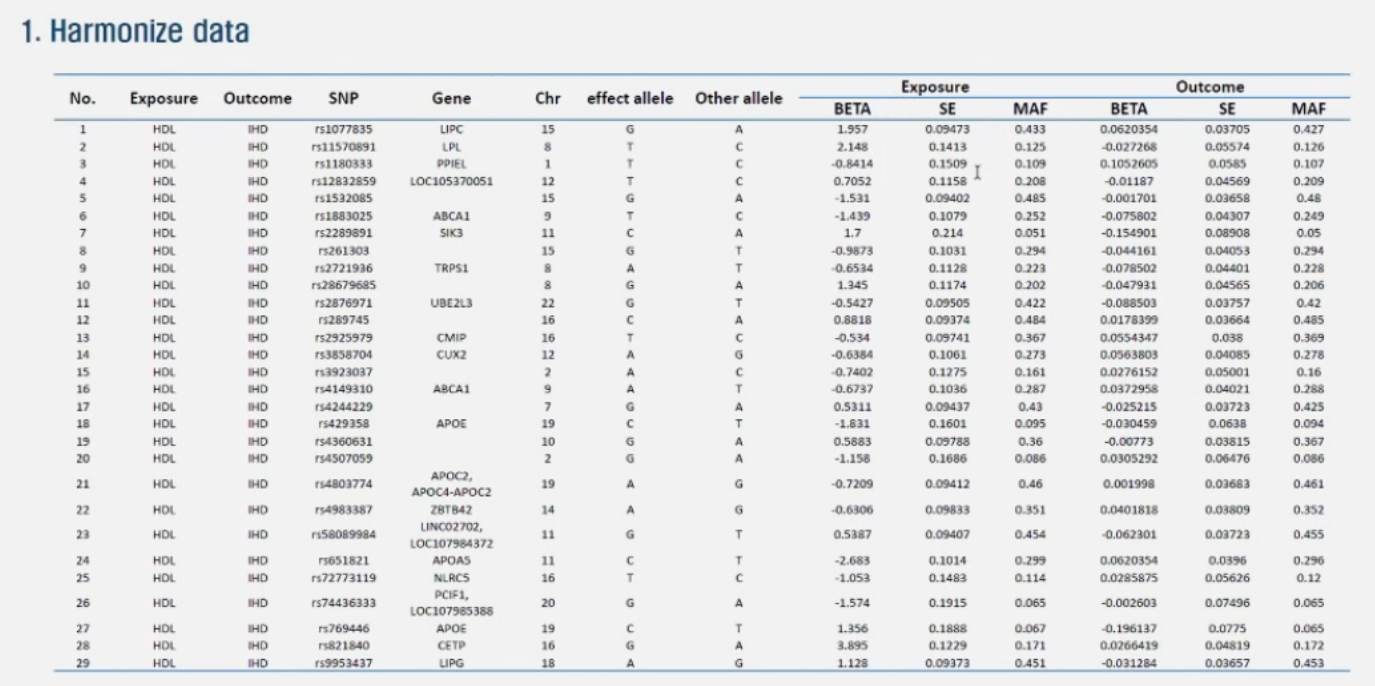 1. Harmonize data
No. Exposure Outcome SNP Gene Chr effect allele Other allele Exposure Outcome
BETA SE MAF BETA SE MAF
1 HDL IHD rs1077835 LIPC 15 G A 1.957 0.09473 0.433 0.0620354 0.03705 0.427
2 HDL IHD rs11570891 LPL 8 T C 2.148 0.1413 0.125 -0.027268 0.05574 0.126
3 HDL IHD rs1180333 PPIEL 1 T C -0.8414 0.1509 0.109 0.1052605 0.0585 0.107
4 HDL IHD rs12832859 LOC105370051 12 T C 0.7052 0.1158 0.208 -0.01187 0.04569 0.209
5 HDL IHD rs1532085 15 G A -1.531 0.09402 0.485 -0.001701 0.03658 0.48
6 HDL IHD rs1883025 ABCA1 9 T C -1.439 0.1079 0.252 -0.075802 0.04307 0.249
7 HDL IHD rs2289891 SIK3 11 C A 1.7 0.214 0.051 -0.154901 0.08908 0.05
8 HDL IHD rs261303 15 G T -0.9873 0.1031 0.294 -0.044161 0.04053 0.294
9 HDL IHD rs2721936 TRPS1 8 A T -0.6534 0.1128 0.223 -0.078502 0.04401 0.228
10 HDL IHD rs28679685 8 G A 1.345 0.1174 0.202 -0.047931 0.04565 0.206
11 HDL IHD rs2876971 UBE2L3 22 G T -0.5427 0.09505 0.422 -0.088503 0.03757 0.42
12 HDL IHD rs289745 16 C A 0.8818 0.09374 0.484 0.0178399 0.03664 0.485
13 HDL IHD rs2925979 CMIP 16 T C -0.534 0.09741 0.367 0.0554347 0.038 0.369
14 HDL IHD rs3858704 CUX2 12 A G -0.6384 0.1061 0.273 0.0563803 0.04085 0.278
15 HDL IHD rs3923037 2 A C -0.7402 0.1275 0.161 0.0276152 0.05001 0.16
16 HDL IHD rs4149310 ABCA1 9 A T -0.6737 0.1036 0.287 0.0372958 0.04021 0.288
17 HDL IHD rs4244229 7 G A 0.5311 0.09437 0.43 -0.025215 0.03723 0.425
18 HDL IHD rs429358 APOE 19 C T -1.831 0.1601 0.095 -0.030459 0.0638 0.094
19 HDL IHD rs4360631 10 G A 0.5883 0.09788 0.36 -0.00773 0.03815 0.367
20 HDL IHD rs4507059 2 G A -1.158 0.1686 0.086 0.0305292 0.06476 0.086
21 HDL IHD rs4803774 APOC2, APOC4-APOC2 19 A G -0.7209 0.09412 0.46 0.001998 0.03683 0.461
22 HDL IHD rs4983387 ZBTB42 14 A G -0.6306 0.09833 0.351 0.0401818 0.03809 0.352
23 HDL IHD rs58089984 LINC02702, LOC107984372 11 G T 0.5387 0.09407 0.454 -0.062301 0.03723 0.455
24 HDL IHD rs651821 APOA5 11 C T -2.683 0.1014 0.299 0.0620354 0.0396 0.296
25 HDL IHD rs72773119 NLRC5 16 T C -1.053 0.1483 0.114 0.0285875 0.05626 0.12
26 HDL IHD rs74436333 PCIF1, LOC107985388 20 G A -1.574 0.1915 0.065 -0.002603 0.07496 0.065
27 HDL IHD rs769446 APOE 19 C T 1.356 0.1888 0.067 -0.196137 0.0775 0.065
28 HDL IHD rs821840 CETP 16 G A 3.895 0.1229 0.171 0.0266419 0.04819 0.172
29 HDL IHD rs9953437 LIPG 18 A G 1.128 0.09373 0.451 -0.031284 0.03657 0.453